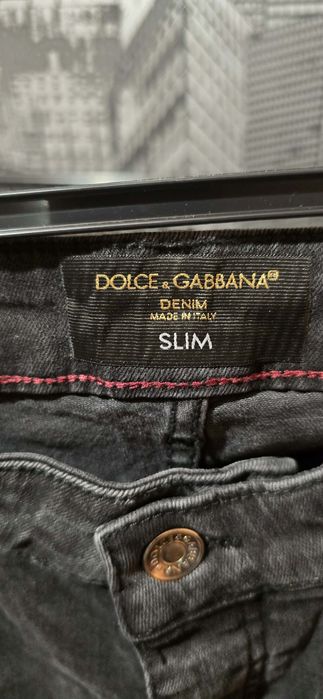 DOLCE & GABBANA
DENIM
MADE IN ITALY
SLIM